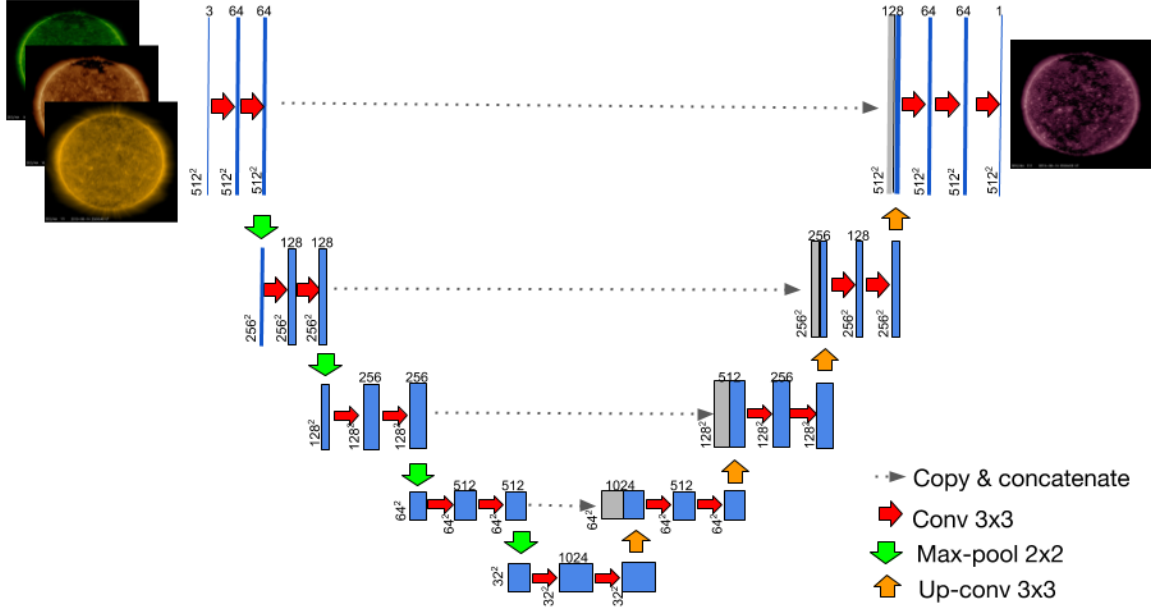 3 64 64
128 64 64 1
512² 512² 512²
512² 512² 512² 512²
128 128
256 128
256² 256² 256²
256² 256² 256²
256 256
512 256
128² 128² 128²
128² 128² 128²
512 512
1024 512
64² 64² 64²
64² 64² 64²
1024
32² 32² 32²
Copy & concatenate
Conv 3x3
Max-pool 2x2
Up-conv 3x3